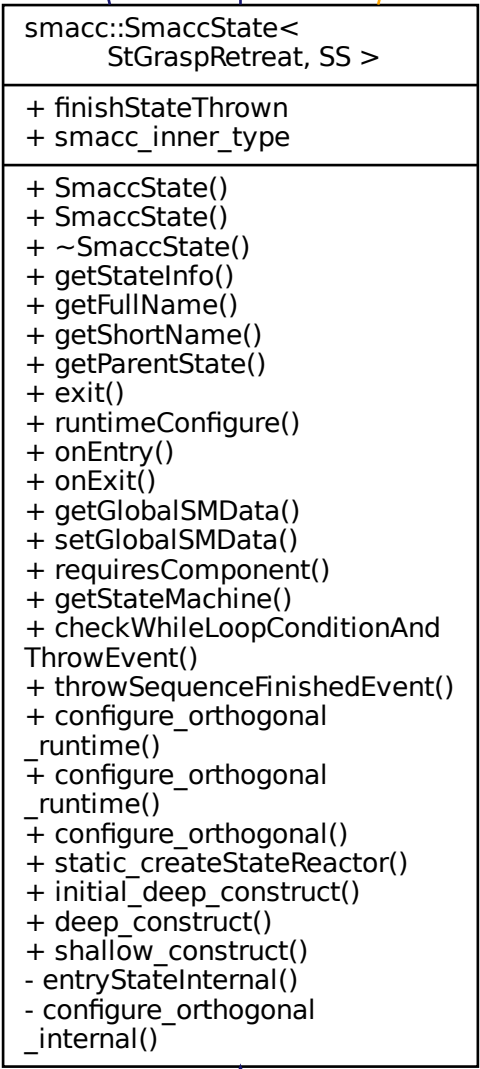 smacc::SmaccState<
StGraspRetreat, SS >
+ finishStateThrown
+ smacc_inner_type
+ SmaccState()
+ SmaccState()
+ ~SmaccState()
+ getStateInfo()
+ getFullName()
+ getShortName()
+ getParentState()
+ exit()
+ runtimeConfigure()
+ onEntry()
+ onExit()
+ getGlobalSMData()
+ setGlobalSMData()
+ requiresComponent()
+ getStateMachine()
+ checkWhileLoopConditionAnd
ThrowEvent()
+ throwSequenceFinishedEvent()
+ configure_orthogonal
_runtime()
+ configure_orthogonal
_runtime()
+ configure_orthogonal()
+ static_createStateReactor()
+ initial_deep_construct()
+ deep_construct()
+ shallow_construct()
- entryStateInternal()
- configure_orthogonal
_internal()